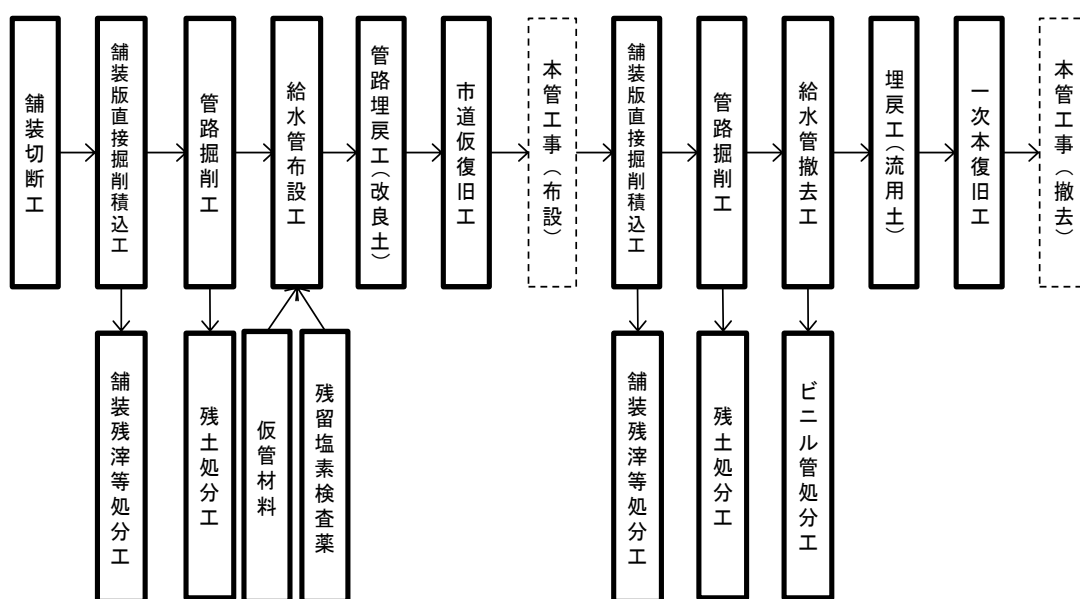 舗装切断工
舗装版直接掘削積込工
管路掘削工
給水管布設工
管路埋戻工（改良土）
市道仮復旧工
本管工事（布設）
舗装版直接掘削積込工
管路掘削工
給水管撤去工
埋戻工（流用土）
一次本復旧工
本管工事（撤去）
舗装残滓等処分工
残土処分工
仮管材料
残留塩素検査薬
舗装残滓等処分工
残土処分工
ビニル管処分工